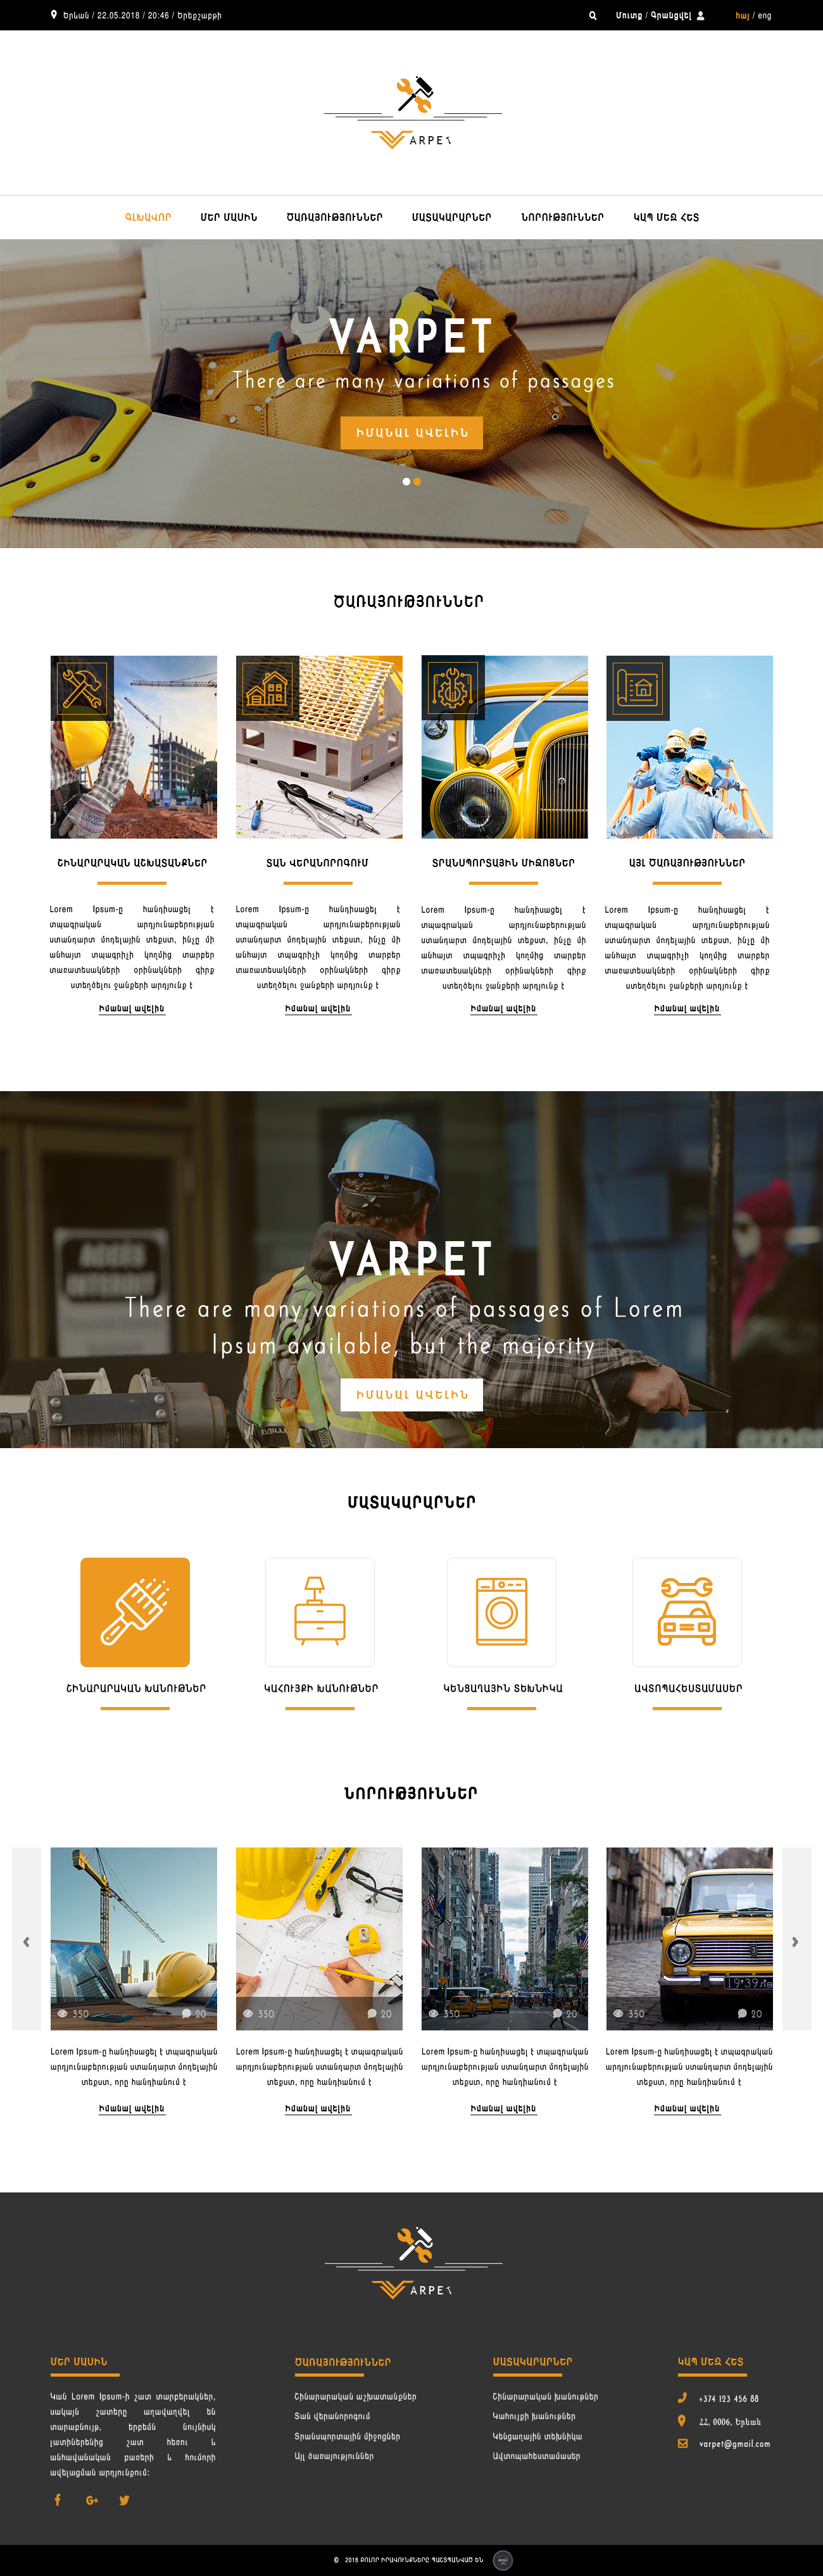 Երևան / 22.05.2018 / 20:46 / Երեքշաբթի
Մուտք / Գրանցվել
հայ / eng
ARPET
ԳԼԽԱՎՈՐ
ՄԵՐ ՄԱՍԻՆ
ԾԱՌԱՅՈՒԹՅՈՒՆՆԵՐ
ՄԱՏԱԿԱՐԱՐՆԵՐ
ՆՈՐՈՒԹՅՈՒՆՆԵՐ
ԿԱՊ ՄԵՋ ՀԵՏ
VARPET
There are many variations of passages
ԻՄԱՆԱԼ ԱՎԵԼԻՆ
ԾԱՌԱՅՈՒԹՅՈՒՆՆԵՐ
ՇԻՆԱՐԱՐԱԿԱՆ ԱՇԽԱՏԱՆՔՆԵՐ
Lorem Ipsum-ը հանդիսացել է
տպագրական արդյունաբերության
ստանդարտ մոդելային տեքստ, ինչը մի
անհայտ տպագրիչի կողմից տարբեր
տառատեսակների օրինակների գիրք
ստեղծելու ջանքերի արդյունք է
Իմանալ ավելին
ՏԱՆ ՎԵՐԱՆՈՐՈԳՈՒՄ
Lorem Ipsum-ը հանդիսացել է
տպագրական արդյունաբերության
ստանդարտ մոդելային տեքստ, ինչը մի
անհայտ տպագրիչի կողմից տարբեր
տառատեսակների օրինակների գիրք
ստեղծելու ջանքերի արդյունք է
Իմանալ ավելին
ՏՐԱՆՍՊՈՐՏԱՅԻՆ ՄԻՋՈՑՆԵՐ
Lorem Ipsum-ը հանդիսացել է
տպագրական արդյունաբերության
ստանդարտ մոդելային տեքստ, ինչը մի
անհայտ տպագրիչի կողմից տարբեր
տառատեսակների օրինակների գիրք
ստեղծելու ջանքերի արդյունք է
Իմանալ ավելին
ԱՅԼ ԾԱՌԱՅՈՒԹՅՈՒՆՆԵՐ
Lorem Ipsum-ը հանդիսացել է
տպագրական արդյունաբերության
ստանդարտ մոդելային տեքստ, ինչը մի
անհայտ տպագրիչի կողմից տարբեր
տառատեսակների օրինակների գիրք
ստեղծելու ջանքերի արդյունք է
Իմանալ ավելին
VARPET
There are many variations of passages of Lorem
Ipsum available, but the majority
ԻՄԱՆԱԼ ԱՎԵԼԻՆ
ՄԱՏԱԿԱՐԱՐՆԵՐ
ՇԻՆԱՐԱՐԱԿԱՆ ԽԱՆՈՒԹՆԵՐ
ԿԱՀՈՒՅՔԻ ԽԱՆՈՒԹՆԵՐ
ԿԵՆՑԱՂԱՅԻՆ ՏԵԽՆԻԿԱ
ԱՎՏՈՊԱՀԵՍՏԱՄԱՍԵՐ
ՆՈՐՈՒԹՅՈՒՆՆԵՐ
350 20
Lorem Ipsum-ը հանդիսացել է տպագրական
արդյունաբերության ստանդարտ մոդելային
տեքստ, որը հանդիանում է
Իմանալ ավելին
350 20
Lorem Ipsum-ը հանդիսացել է տպագրական
արդյունաբերության ստանդարտ մոդելային
տեքստ, որը հանդիանում է
Իմանալ ավելին
350 20
Lorem Ipsum-ը հանդիսացել է տպագրական
արդյունաբերության ստանդարտ մոդելային
տեքստ, որը հանդիանում է
Իմանալ ավելին
350 20
Lorem Ipsum-ը հանդիսացել է տպագրական
արդյունաբերության ստանդարտ մոդելային
տեքստ, որը հանդիանում է
Իմանալ ավելին
ARPET
ՄԵՐ ՄԱՍԻՆ
Կան Lorem Ipsum-ի շատ տարբերակներ,
սակայն շատերը աղավաղվել են
տարաբնույթ, երբեմն նույնիսկ
լատիներենից շատ հեռու և
անհավանական բառերի և հումորի
ավելացման արդյունքում:
ԾԱՌԱՅՈՒԹՅՈՒՆՆԵՐ
Շինարարական աշխատանքներ
Տան վերանորոգում
Տրանսպորտային միջոցներ
Այլ ծառայություններ
ՄԱՏԱԿԱՐԱՐՆԵՐ
Շինարարական խանութներ
Կահույքի խանութներ
Կենցաղային տեխնիկա
Ավտոպահեստամասեր
ԿԱՊ ՄԵՋ ՀԵՏ
+374 123 456 88
ՀՀ, 0006, Երևան
varpet@gmail.com
© 2018 ԲՈԼՈՐ ԻՐԱՎՈՒՆՔՆԵՐԸ ՊԱՇՏՊԱՆՎԱԾ ԵՆ